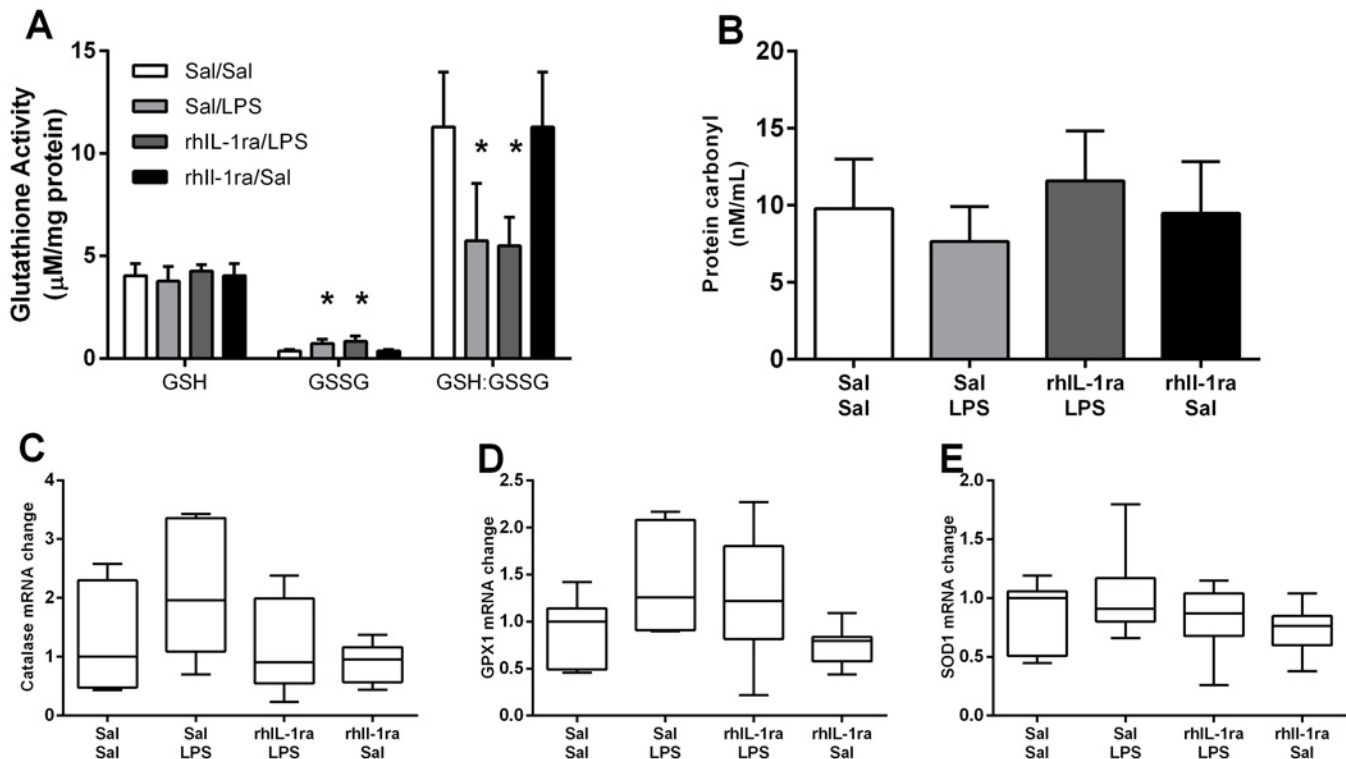 A
Glutathione Activity
(µM/mg protein)
15
10
5
0
Sal/Sal
Sal/LPS
rhIL-1ra/LPS
rhIl-1ra/Sal
* *
* *
GSH GSSG GSH:GSSG
B
Protein carbonyl
(nM/mL)
20
15
10
5
0
Sal Sal rhIL-1ra rhIl-1ra
Sal LPS LPS Sal
C
Catalase mRNA change
4
3
2
1
0
Sal Sal rhIL-1ra rhIl-1ra
Sal LPS LPS Sal
D
GPX1 mRNA change
2.5
2.0
1.5
1.0
0.5
0.0
Sal Sal rhIL-1ra rhIL-1ra
Sal LPS LPS Sal
E
SOD1 mRNA change
2.0
1.5
1.0
0.5
0.0
Sal Sal rhIL-1ra rhIl-1ra
Sal LPS LPS Sal